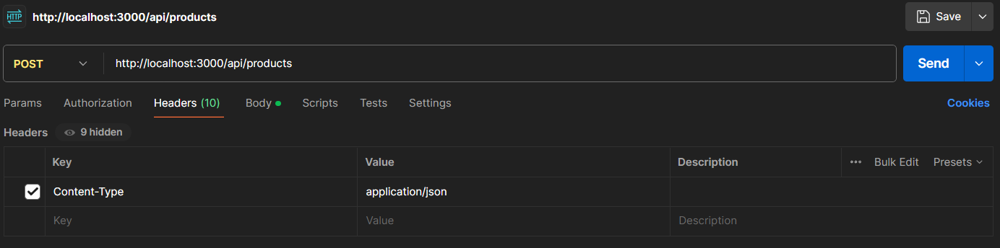 HTTP http://localhost:3000/api/products Save
POST http://localhost:3000/api/products Send
Params Authorization Headers (10) Body Scripts Tests Settings Cookies
Headers 9 hidden
Key Value Description ••• Bulk Edit Presets
Content-Type application/json
Key Value Description